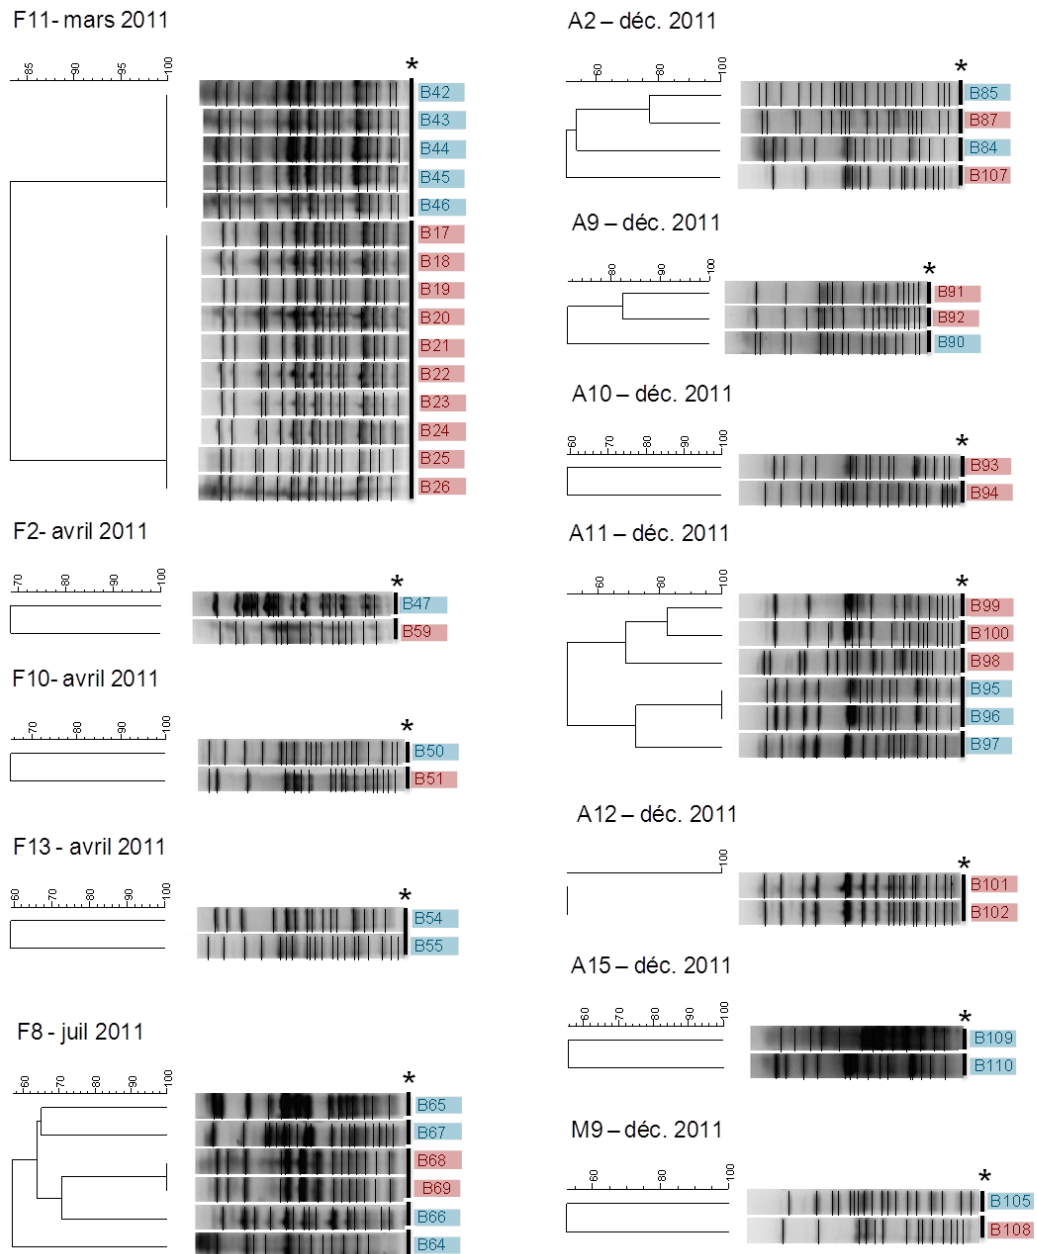 F11- mars 2011
85 90 95 100
*
B42
B43
B44
B45
B46
B17
B18
B19
B20
B21
B22
B23
B24
B25
B26
F2- avril 2011
70 80 90 100
*
B47
B59
F10- avril 2011
70 80 90 100
*
B50
B51
F13 - avril 2011
60 70 80 90 100
*
B54
B55
F8 - juil 2011
60 70 80 90 100
*
B65
B67
B68
B69
B66
B64
A2 – déc. 2011
60 80 100
*
B85
B87
B84
B107
A9 – déc. 2011
80 90 100
*
B91
B92
B90
A10 – déc. 2011
60 70 80 90 100
*
B93
B94
A11 – déc. 2011
60 80 100
*
B99
B100
B98
B95
B96
B97
A12 – déc. 2011
100
*
B101
B102
A15 – déc. 2011
60 70 80 90 100
*
B109
B110
M9 – déc. 2011
60 70 80 90 100
*
B105
B108